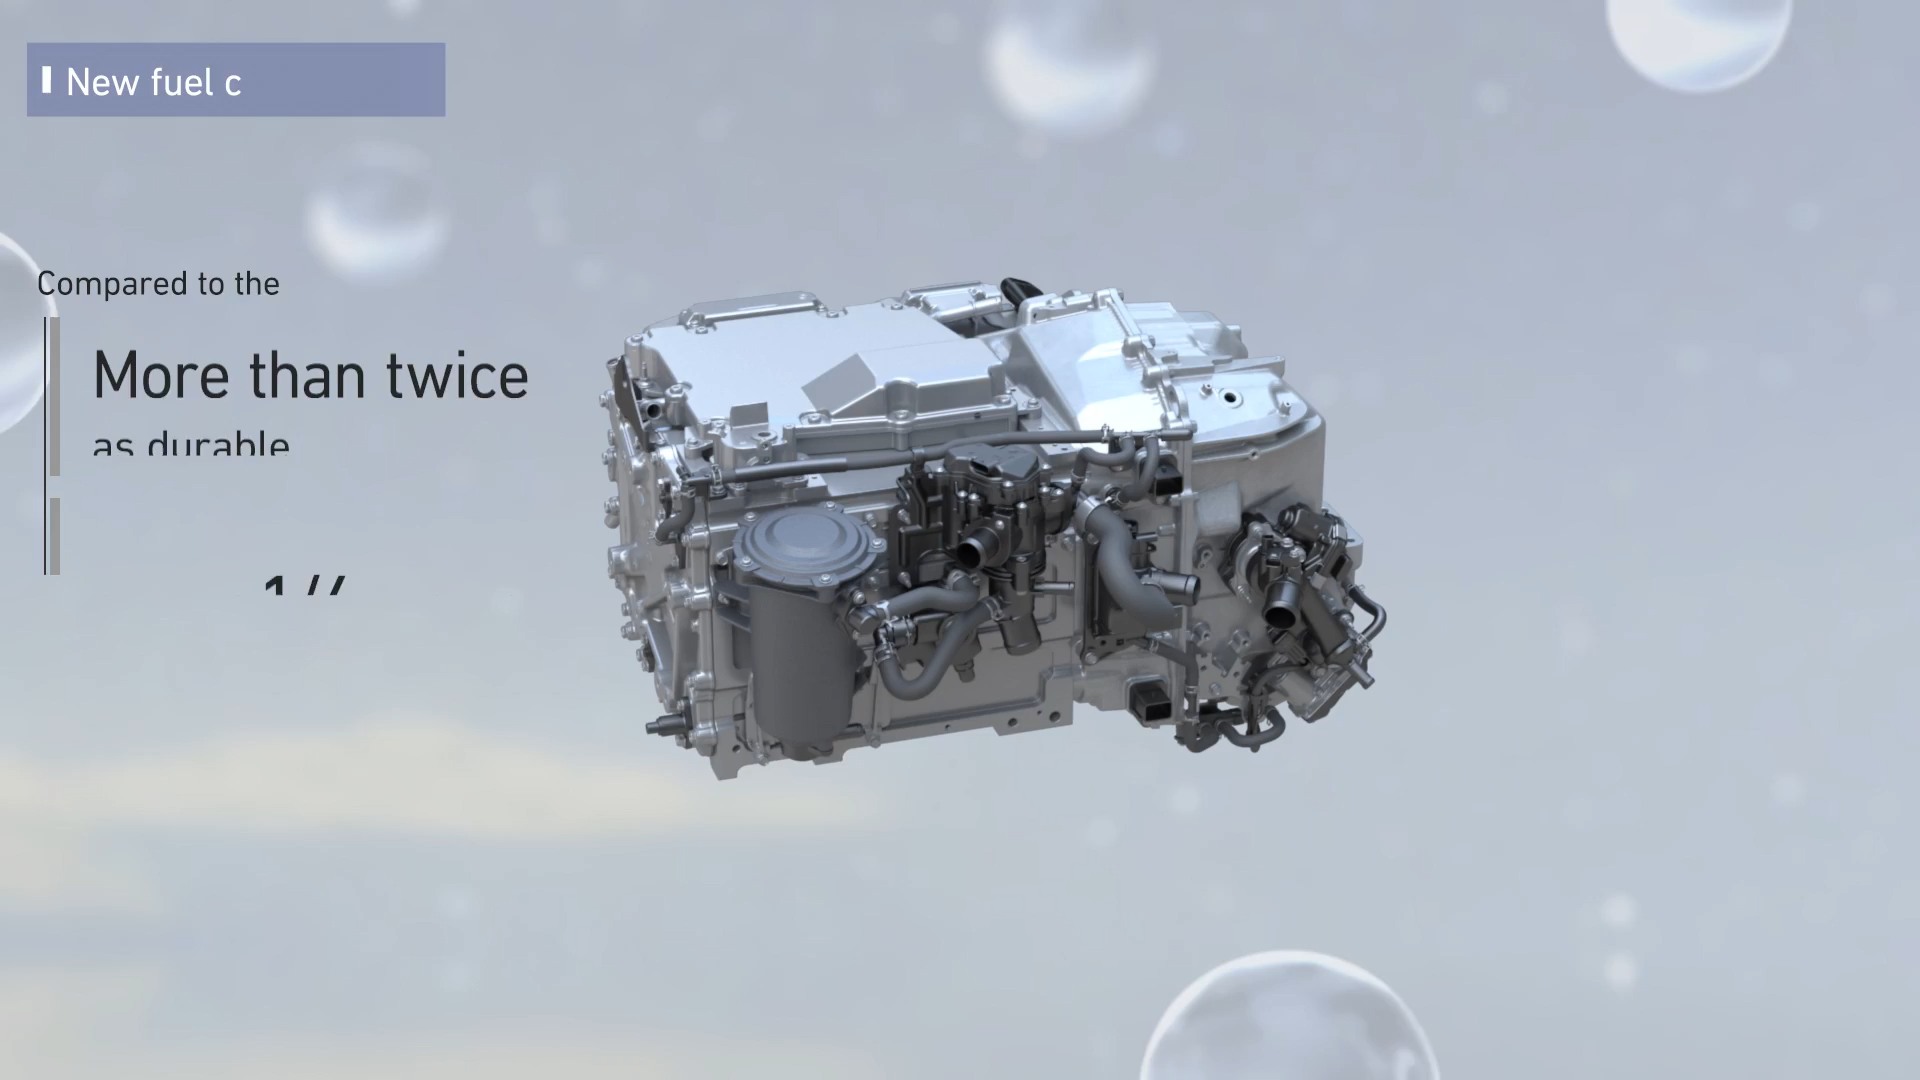 New fuel c
Compared to the
More than twice
as durable